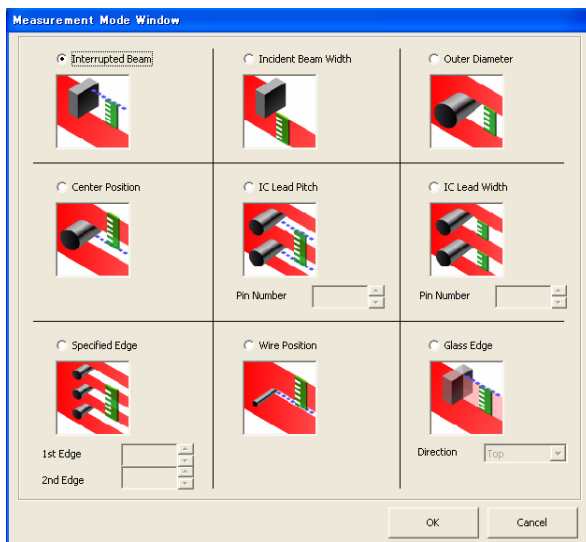 Measurement Mode Window
Interrupted Beam
Incident Beam Width
Outer Diameter
Center Position
IC Lead Pitch
IC Lead Width
Pin Number
Pin Number
Specified Edge
Wire Position
Glass Edge
1st Edge
2nd Edge
Direction
Top
OK
Cancel